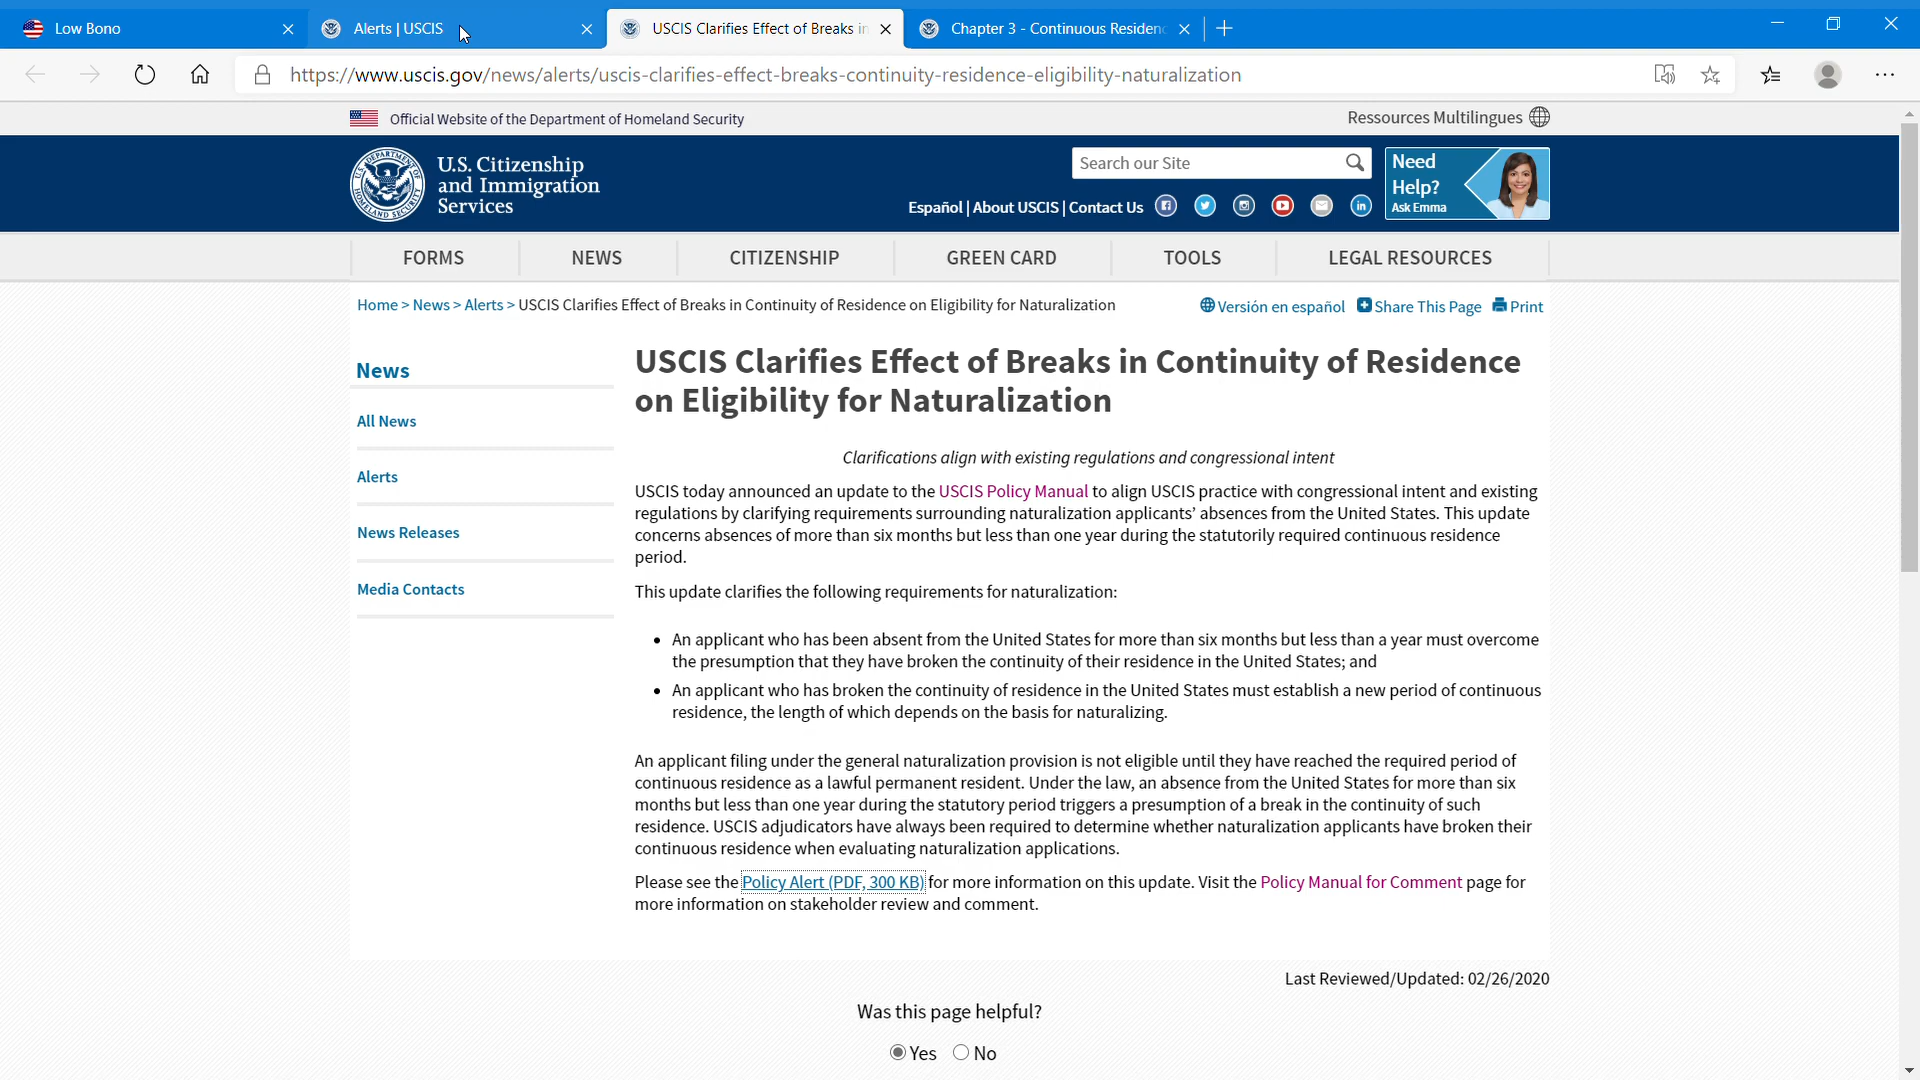 Low Bono
Alerts | USCIS
USCIS Clarifies Effect of Breaks in
Chapter 3 - Continuous Residenc
https://www.uscis.gov/news/alerts/uscis-clarifies-effect-breaks-continuity-residence-eligibility-naturalization
Official Website of the Department of Homeland Security
Ressources Multilingues
U.S. Citizenship
and Immigration
Services
Search our Site
Español | About USCIS | Contact Us
Need
Help?
Ask Emma
FORMS
NEWS
CITIZENSHIP
GREEN CARD
TOOLS
LEGAL RESOURCES
Home > News > Alerts > USCIS Clarifies Effect of Breaks in Continuity of Residence on Eligibility for Naturalization
Versión en español
Share This Page
Print
News
All News
Alerts
News Releases
Media Contacts
USCIS Clarifies Effect of Breaks in Continuity of Residence
on Eligibility for Naturalization
Clarifications align with existing regulations and congressional intent
USCIS today announced an update to the USCIS Policy Manual to align USCIS practice with congressional intent and existing
regulations by clarifying requirements surrounding naturalization applicants’ absences from the United States. This update
concerns absences of more than six months but less than one year during the statutorily required continuous residence
period.
This update clarifies the following requirements for naturalization:
• An applicant who has been absent from the United States for more than six months but less than a year must overcome
the presumption that they have broken the continuity of their residence in the United States; and
• An applicant who has broken the continuity of residence in the United States must establish a new period of continuous
residence, the length of which depends on the basis for naturalizing.
An applicant filing under the general naturalization provision is not eligible until they have reached the required period of
continuous residence as a lawful permanent resident. Under the law, an absence from the United States for more than six
months but less than one year during the statutory period triggers a presumption of a break in the continuity of such
residence. USCIS adjudicators have always been required to determine whether naturalization applicants have broken their
continuous residence when evaluating naturalization applications.
Please see the Policy Alert (PDF, 300 KB) for more information on this update. Visit the Policy Manual for Comment page for
more information on stakeholder review and comment.
Last Reviewed/Updated: 02/26/2020
Was this page helpful?
Yes
No